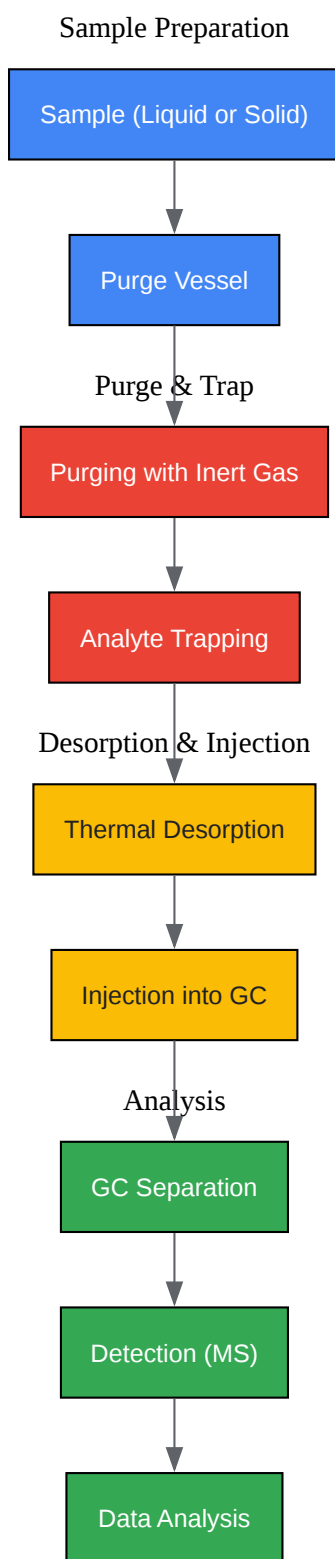 Sample Preparation
Sample (Liquid or Solid)
Purge Vessel
Purge & Trap
Purging with Inert Gas
Analyte Trapping
Desorption & Injection
Thermal Desorption
Injection into GC
Analysis
GC Separation
Detection (MS)
Data Analysis